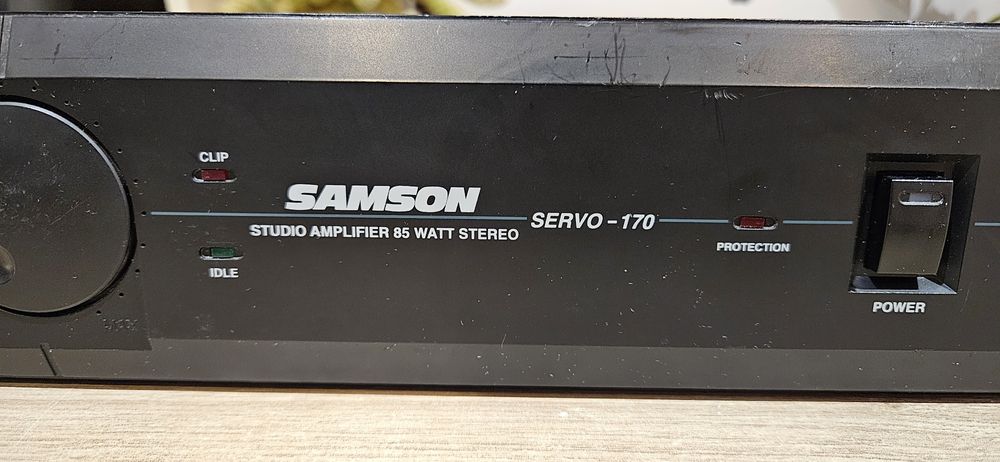 CLIP
SAMSON
STUDIO AMPLIFIER 85 WATT STEREO
SERVO - 170
IDLE
PROTECTION
POWER